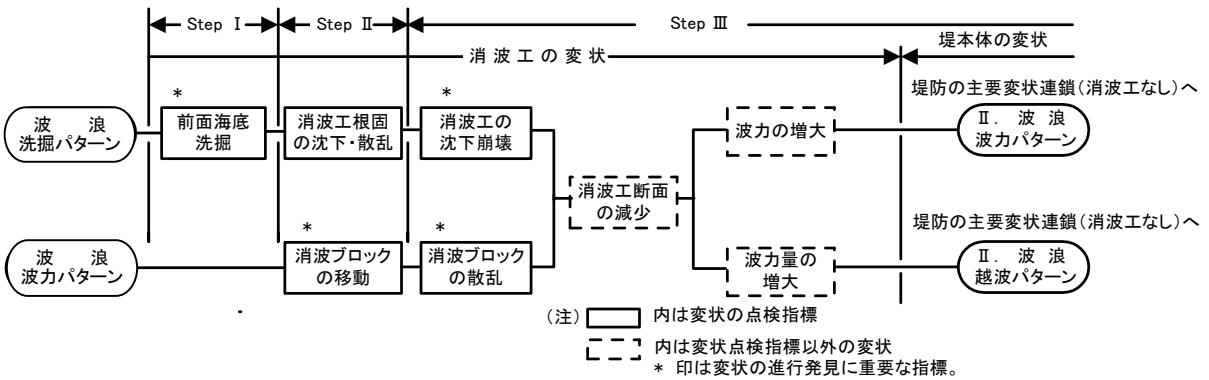 Step Ⅰ Step Ⅱ Step Ⅲ
消 波 工 の 変 状
堤本体の変状
堤防の主要変状連鎖(消波工なし)へ
波 浪
洗掘パターン
*
前面海底
洗掘
消波工根固
の沈下・散乱
*
消波工の
沈下崩壊
波力の増大
Ⅱ. 波 浪
波力パターン
消波工断面
の減少
堤防の主要変状連鎖(消波工なし)へ
波 浪
波力パターン
*
消波ブロック
の移動
*
消波ブロック
の散乱
波力量の
増大
Ⅱ. 波 浪
越波パターン
(注) 内は変状の点検指標
内は変状点検指標以外の変状
* 印は変状の進行発見に重要な指標。